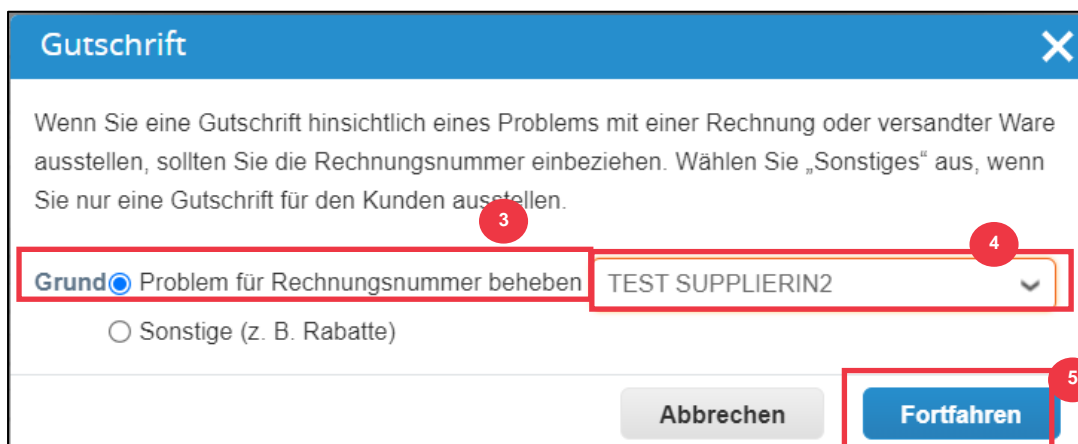 Gutschrift
Wenn Sie eine Gutschrift hinsichtlich eines Problems mit einer Rechnung oder versandter Ware
ausstellen, sollten Sie die Rechnungsnummer einbeziehen. Wählen Sie „Sonstiges“ aus, wenn
Sie nur eine Gutschrift für den Kunden ausstellen.
3
4
Grund Problem für Rechnungsnummer beheben TEST SUPPLIERIN2
Sonstige (z. B. Rabatte)
5
Abbrechen Fortfahren